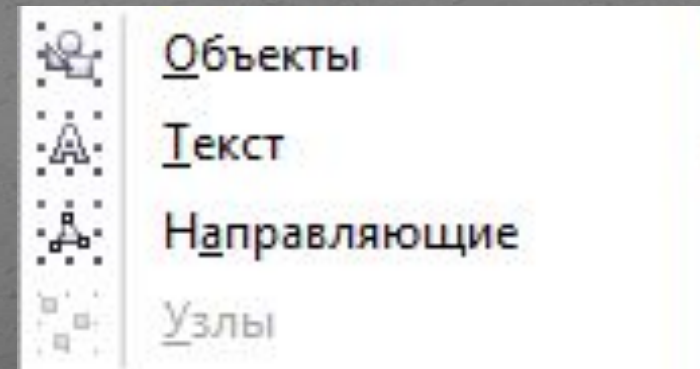 Объекты
Текст
Направляющие
Узлы